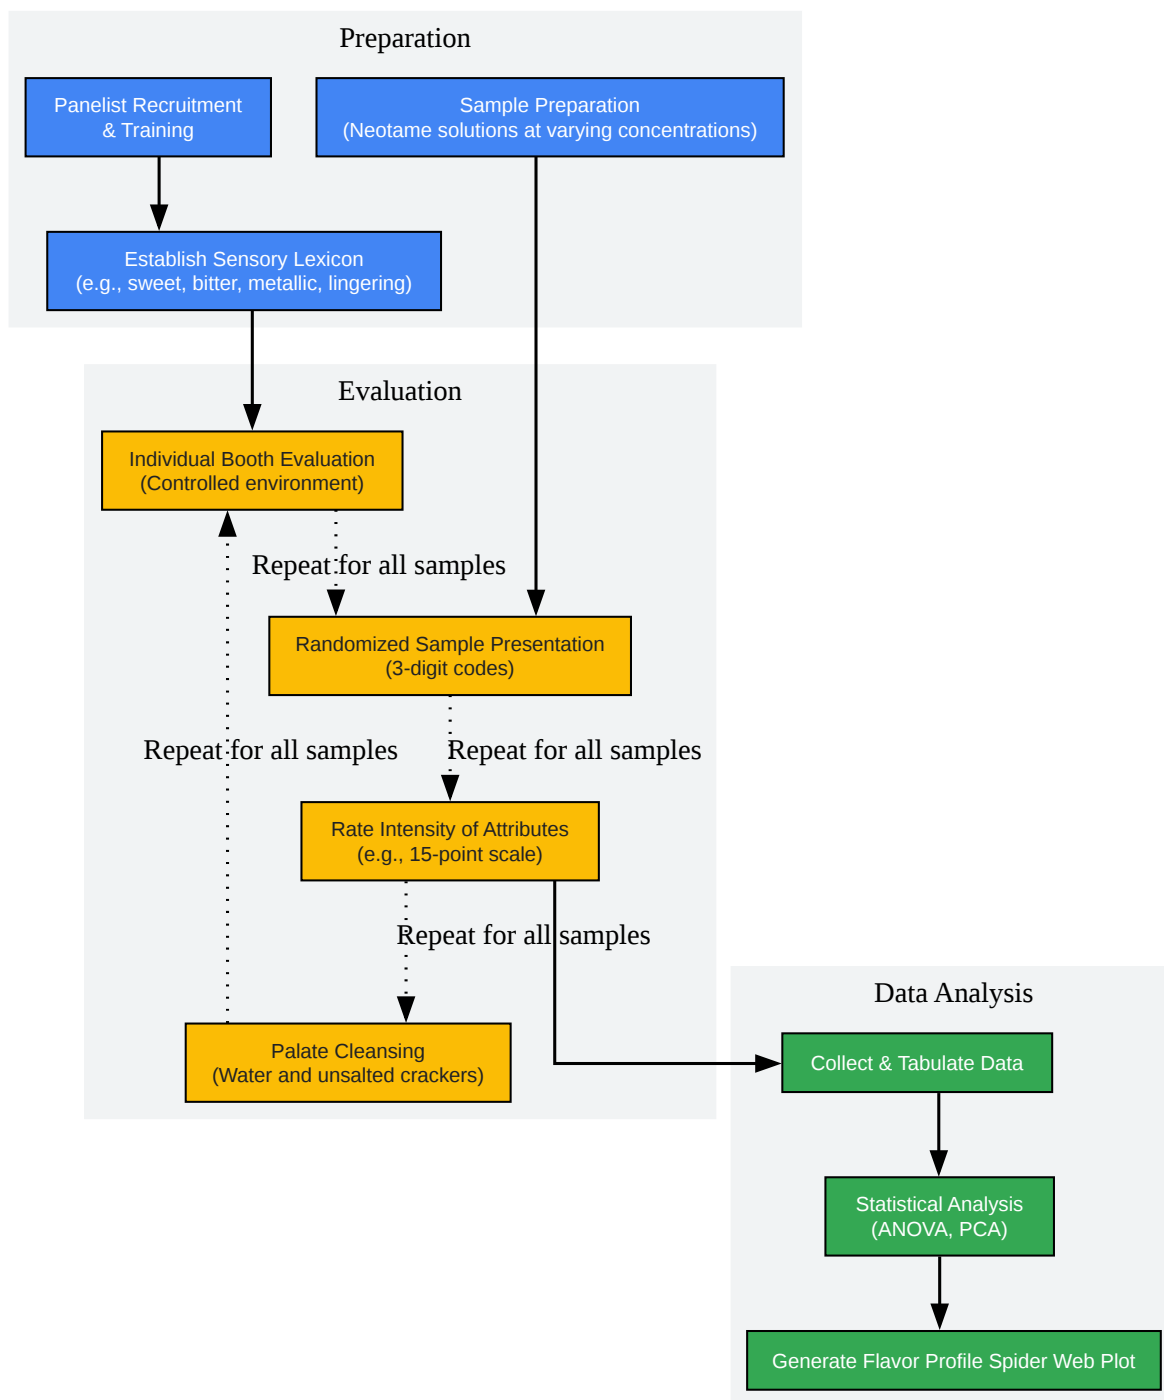 Preparation
Panelist Recruitment
& Training
Sample Preparation
(Neotame solutions at varying concentrations)
Establish Sensory Lexicon
(e.g., sweet, bitter, metallic, lingering)
Evaluation
Individual Booth Evaluation
(Controlled environment)
Repeat for all samples
Randomized Sample Presentation
(3-digit codes)
Repeat for all samples
Repeat for all samples
Rate Intensity of Attributes
(e.g., 15-point scale)
Repeat for all samples
Palate Cleansing
(Water and unsalted crackers)
Data Analysis
Collect & Tabulate Data
Statistical Analysis
(ANOVA, PCA)
Generate Flavor Profile Spider Web Plot